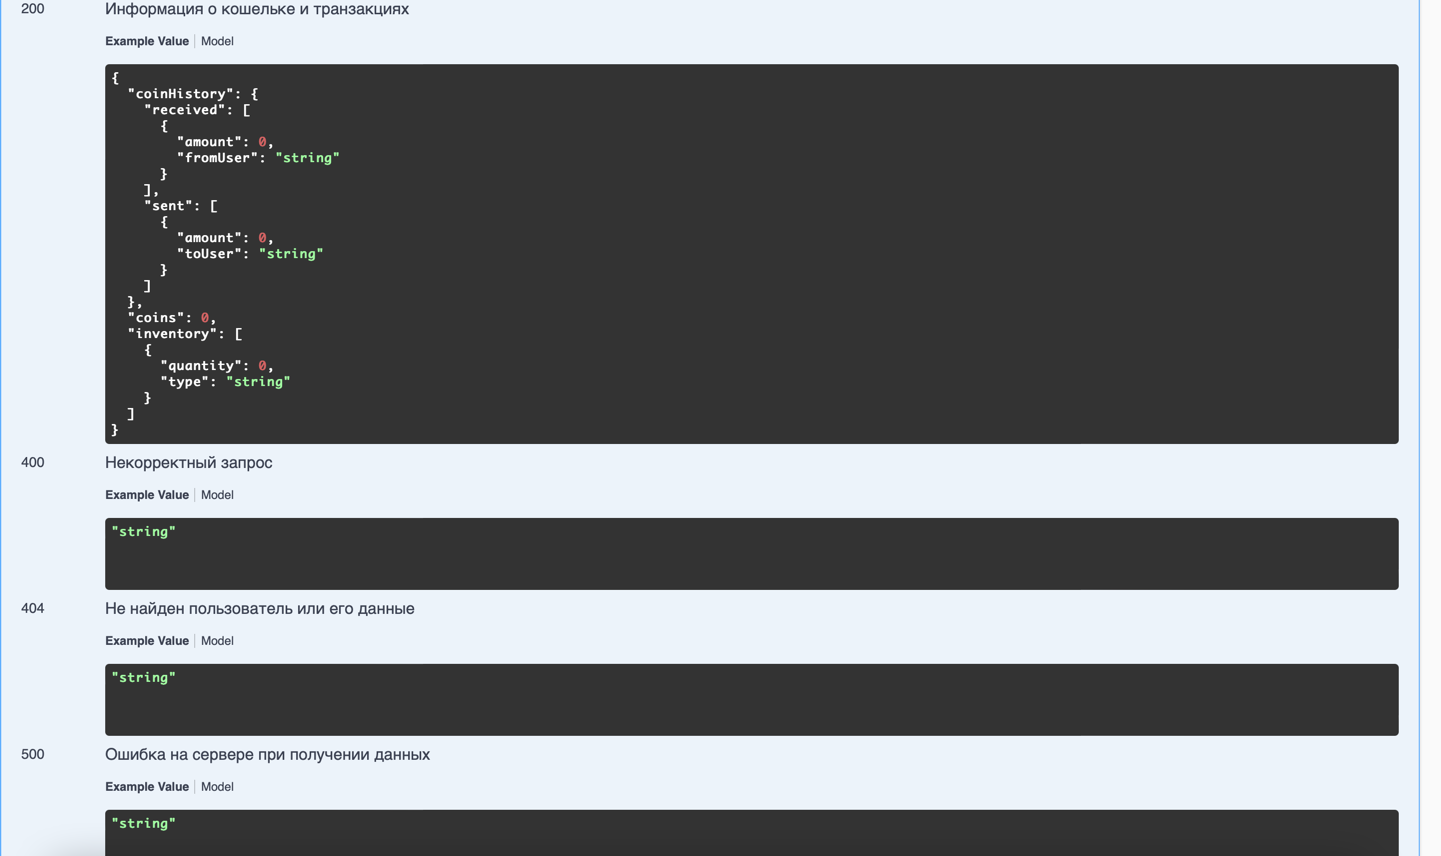 200 Информация о кошельке и транзакциях
Example Value Model
{
  "coinHistory": {
    "received": [
      {
        "amount": 0,
        "fromUser": "string"
      }
    ],
    "sent": [
      {
        "amount": 0,
        "toUser": "string"
      }
    ]
  },
  "coins": 0,
  "inventory": [
    {
      "quantity": 0,
      "type": "string"
    }
  ]
}
400 Некорректный запрос
Example Value Model
"string"
404 Не найден пользователь или его данные
Example Value Model
"string"
500 Ошибка на сервере при получении данных
Example Value Model
"string"